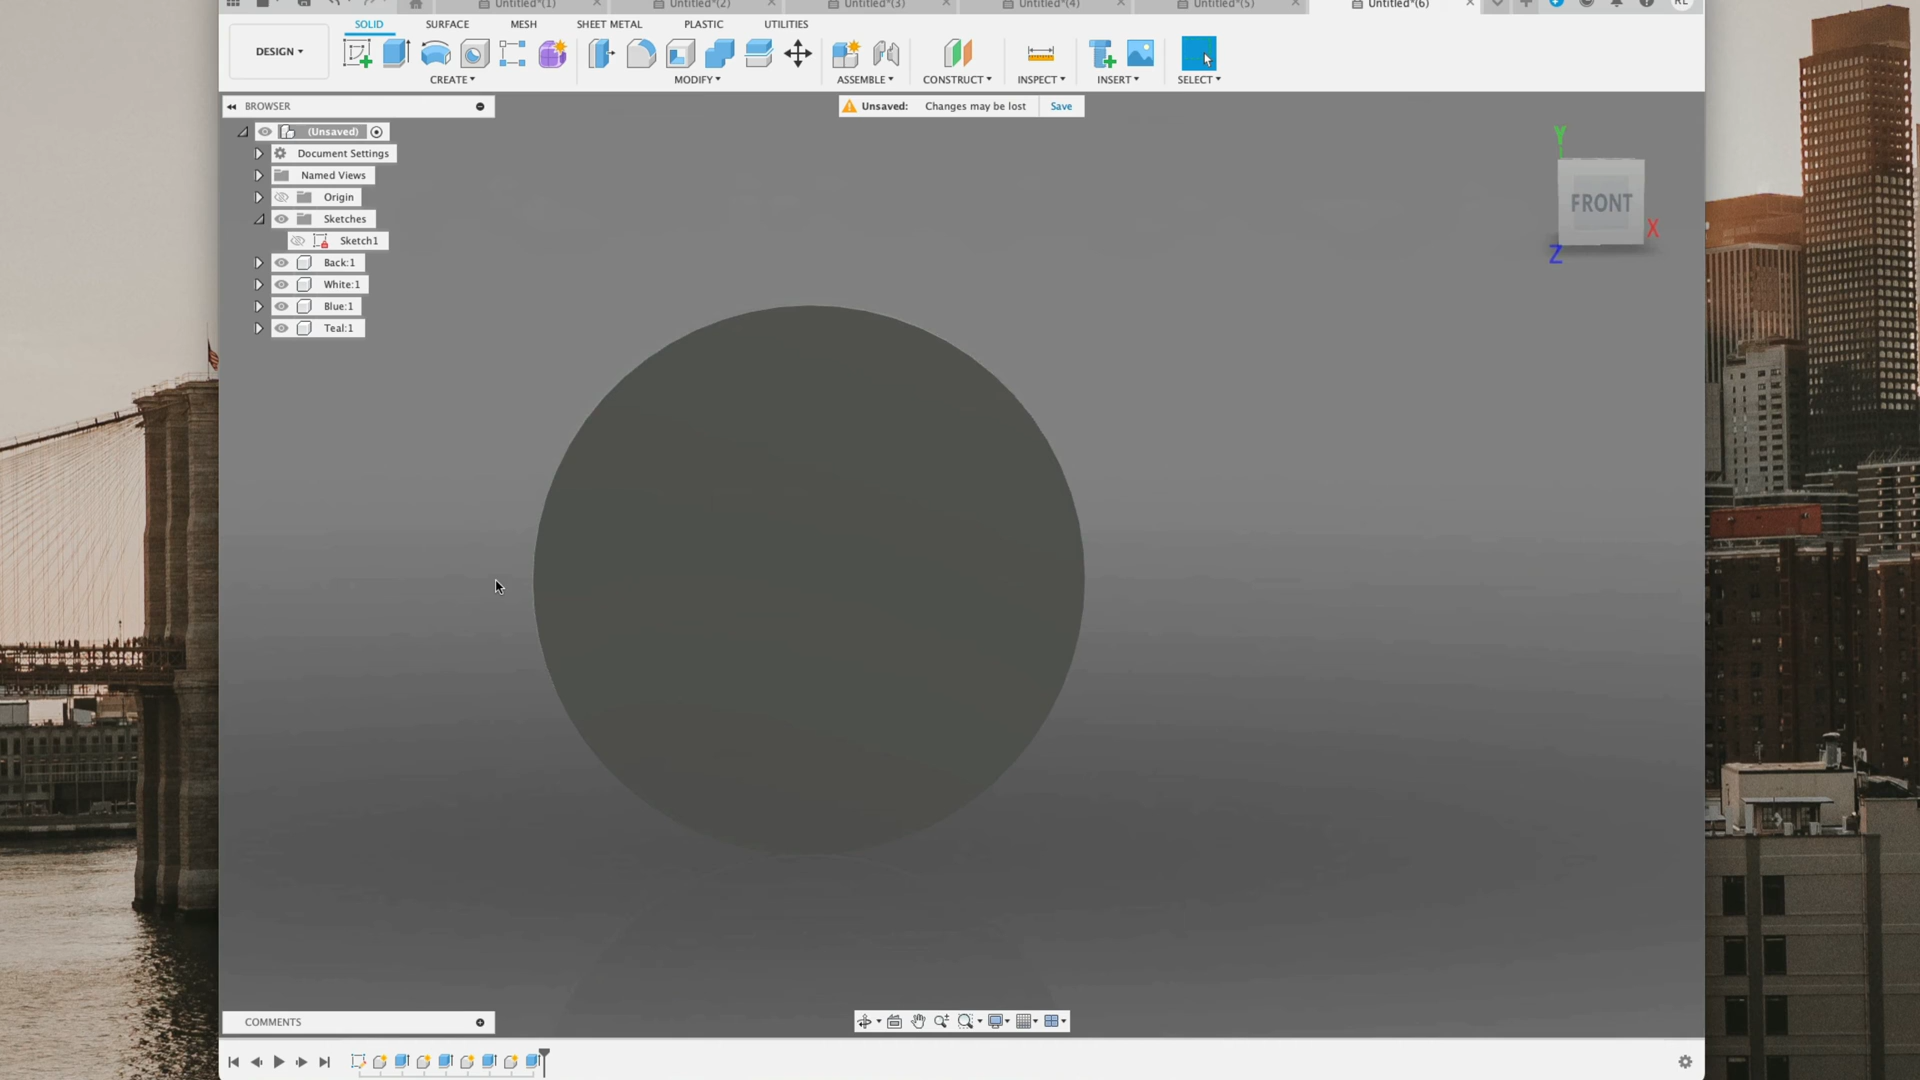 Untitled*(1)
Untitled*(2)
Untitled*(3)
Untitled*(4)
Untitled*(5)
Untitled*(6)
RL
SOLID
SURFACE
MESH
SHEET METAL
PLASTIC
UTILITIES
DESIGN
CREATE
MODIFY
ASSEMBLE
CONSTRUCT
INSPECT
INSERT
SELECT
BROWSER
Unsaved: Changes may be lost Save
(Unsaved)
Document Settings
Named Views
Origin
Sketches
Sketch1
Back:1
White:1
Blue:1
Teal:1
Y
FRONT
X
Z
COMMENTS